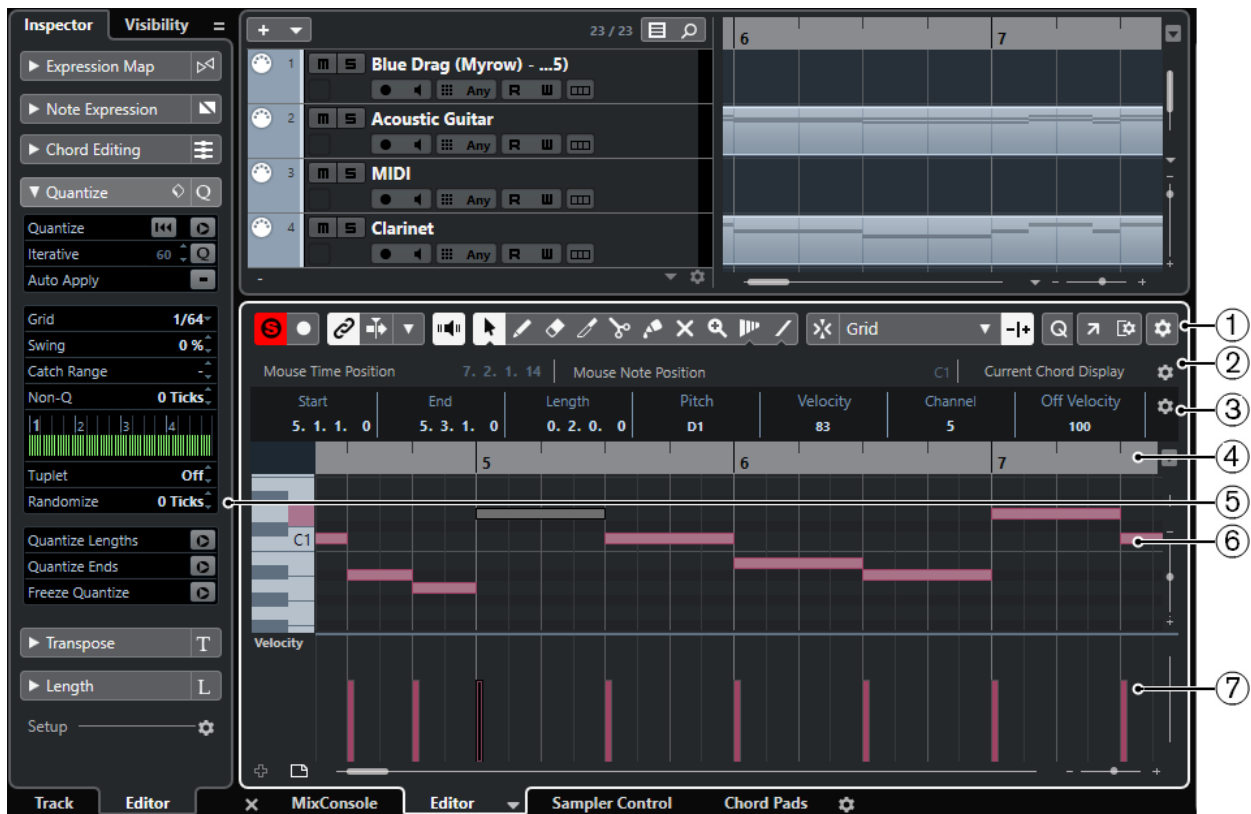 Inspector Visibility
Expression Map
Note Expression
Chord Editing
Quantize Q
Quantize
Iterative 60 Q
Auto Apply
Grid 1/64
Swing 0 %
Catch Range -
Non-Q 0 Ticks
1 2 3 4
Tuplet Off
Randomize 0 Ticks
Quantize Lengths
Quantize Ends
Freeze Quantize
Transpose T
Length L
Setup
Track Editor
+ 23 / 23
6 7
1 m S Blue Drag (Myrow) - ...5)
Any R W
2 m S Acoustic Guitar
Any R W
3 m S MIDI
Any R W
4 m S Clarinet
Any R W
-
S Grid Q
Mouse Time Position 7. 2. 1. 14 Mouse Note Position C1 Current Chord Display
Start End Length Pitch Velocity Channel Off Velocity
5. 1. 1. 0 5. 3. 1. 0 0. 2. 0. 0 D1 83 5 100
5 6 7
C1
Velocity
MixConsole Editor Sampler Control Chord Pads
①
②
③
④
⑤
⑥
⑦